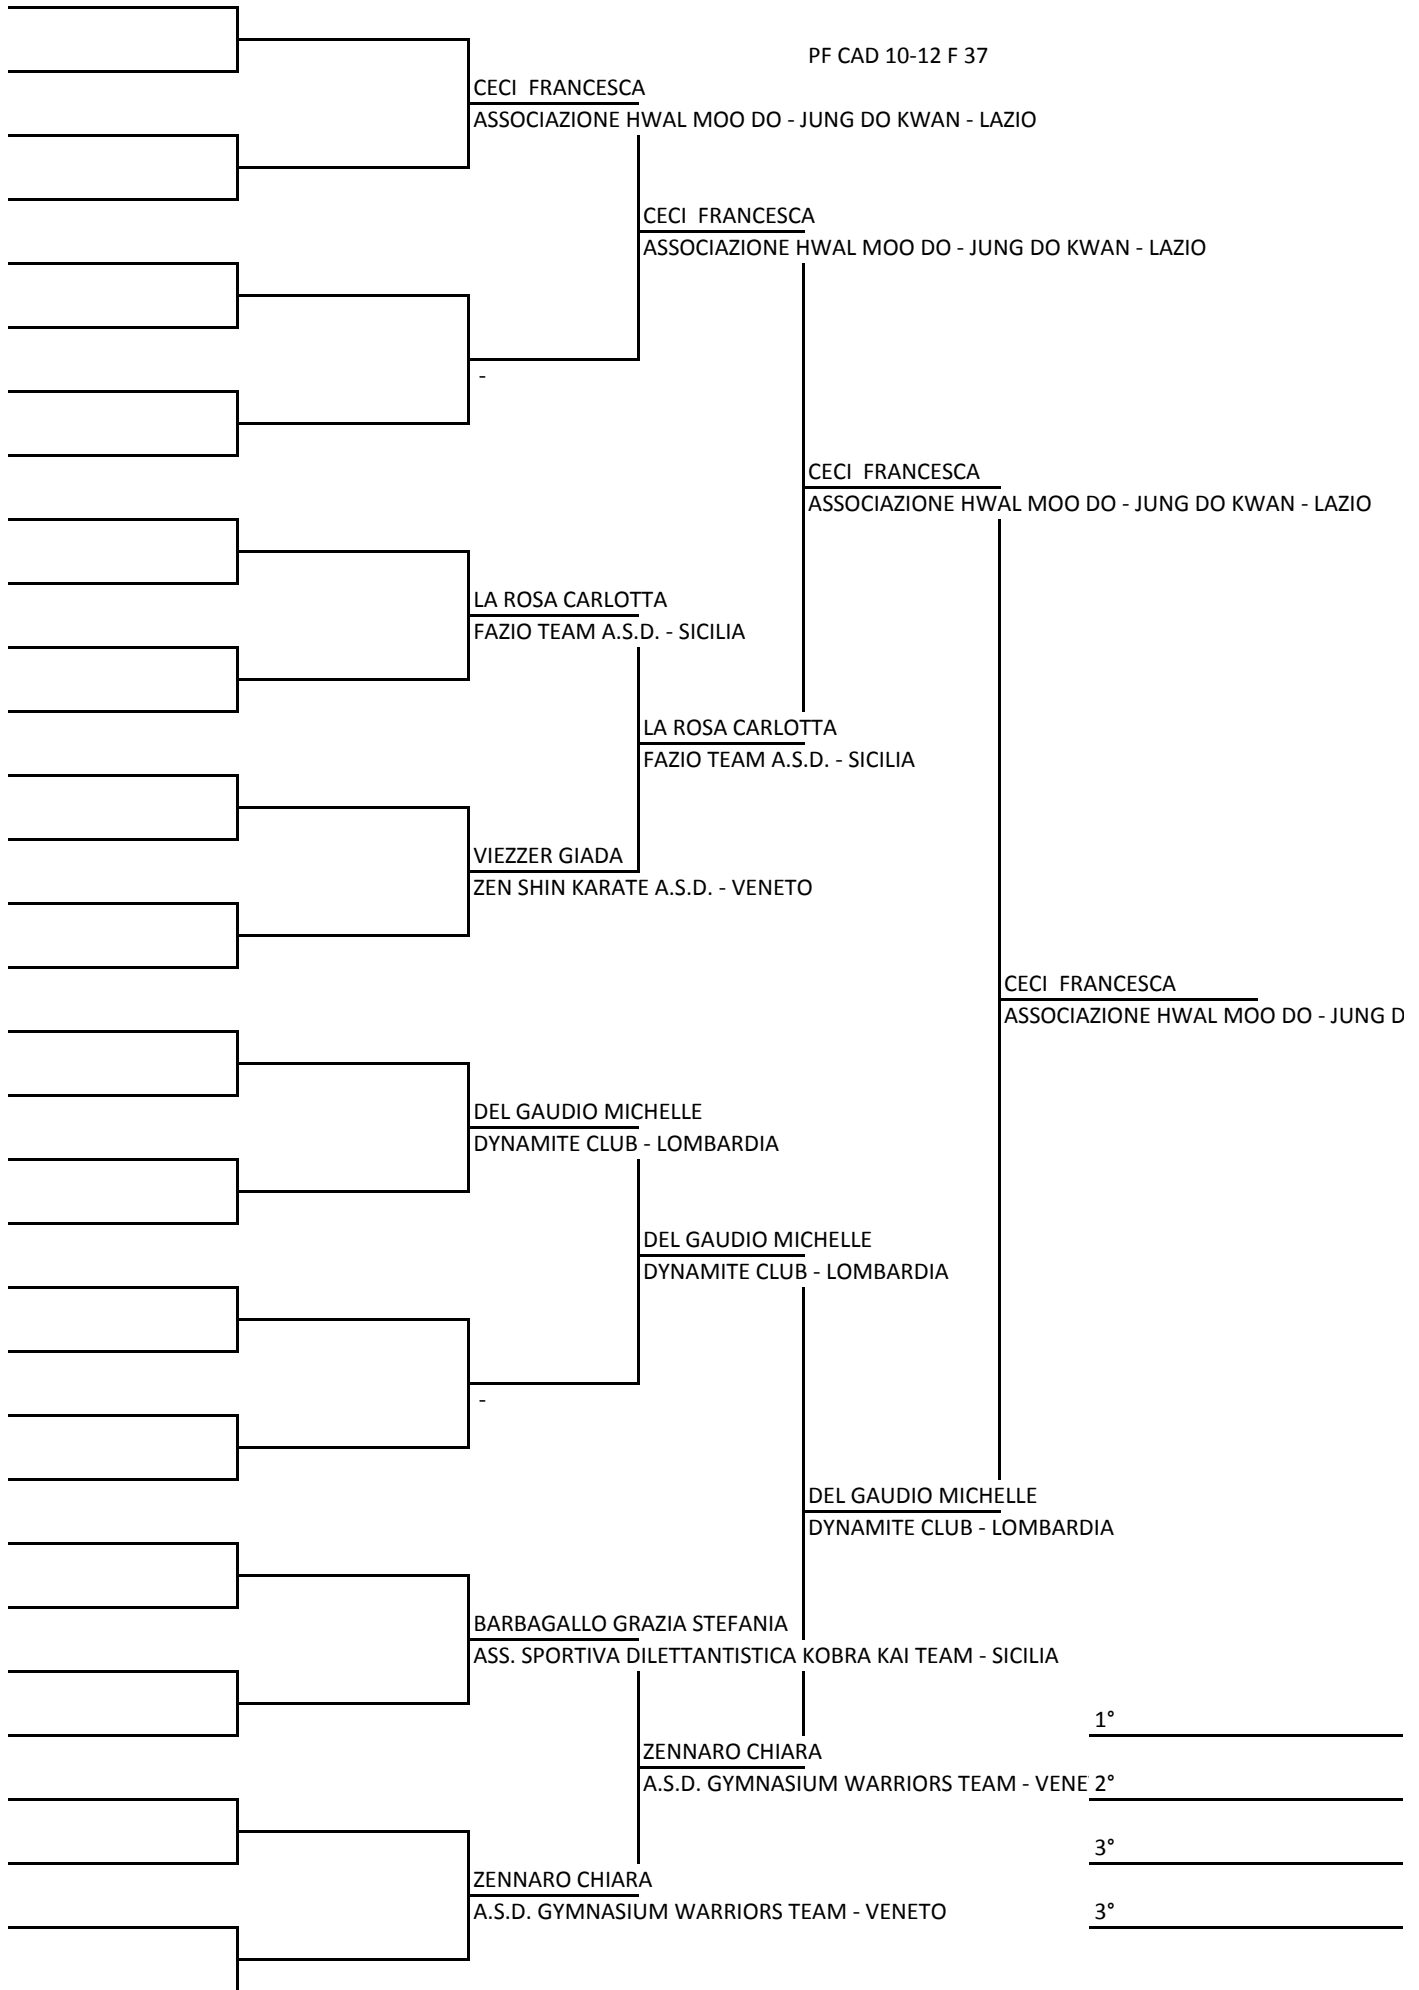 PF CAD 10-12 F 37
CECI  FRANCESCA
ASSOCIAZIONE HWAL MOO DO - JUNG DO KWAN - LAZIO
CECI  FRANCESCA
ASSOCIAZIONE HWAL MOO DO - JUNG DO KWAN - LAZIO
-
CECI  FRANCESCA
ASSOCIAZIONE HWAL MOO DO - JUNG DO KWAN - LAZIO
LA ROSA CARLOTTA
FAZIO TEAM A.S.D. - SICILIA
LA ROSA CARLOTTA
FAZIO TEAM A.S.D. - SICILIA
VIEZZER GIADA
ZEN SHIN KARATE A.S.D. - VENETO
CECI  FRANCESCA
ASSOCIAZIONE HWAL MOO DO - JUNG D
DEL GAUDIO MICHELLE
DYNAMITE CLUB - LOMBARDIA
DEL GAUDIO MICHELLE
DYNAMITE CLUB - LOMBARDIA
-
DEL GAUDIO MICHELLE
DYNAMITE CLUB - LOMBARDIA
BARBAGALLO GRAZIA STEFANIA
ASS. SPORTIVA DILETTANTISTICA KOBRA KAI TEAM - SICILIA
1°
ZENNARO CHIARA
A.S.D. GYMNASIUM WARRIORS TEAM - VENE
2°
3°
ZENNARO CHIARA
A.S.D. GYMNASIUM WARRIORS TEAM - VENETO
3°